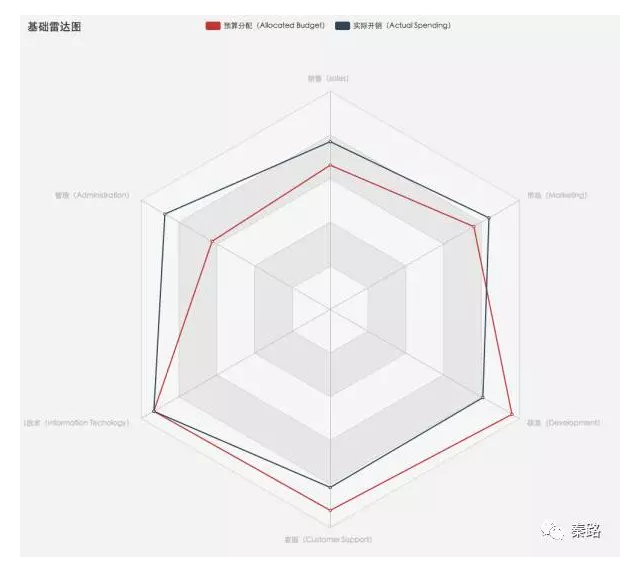 基础雷达图
预算分配（Allocated Budget） 实际开销（Actual Spending）
销售（sales）
管理（Administration） 市场（Marketing）
息技术（Information Techology） 研发（Development）
客服（Customer Support）
秦路